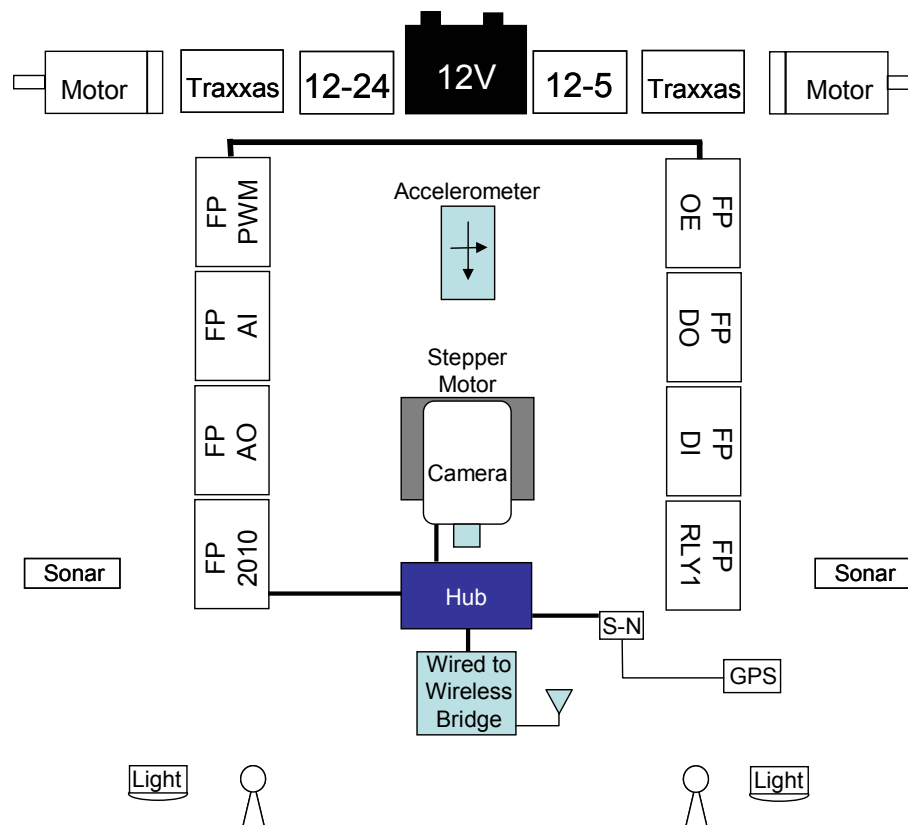 Motor
Traxxas
12-24
12V
12-5
Traxxas
Motor
FP
PWM
Accelerometer
FP
OE
FP
AI
FP
DO
Stepper
Motor
FP
AO
Camera
FP
DI
FP
2010
FP
RLY1
Sonar
Sonar
Hub
S-N
Wired to
Wireless
Bridge
GPS
Light
Light